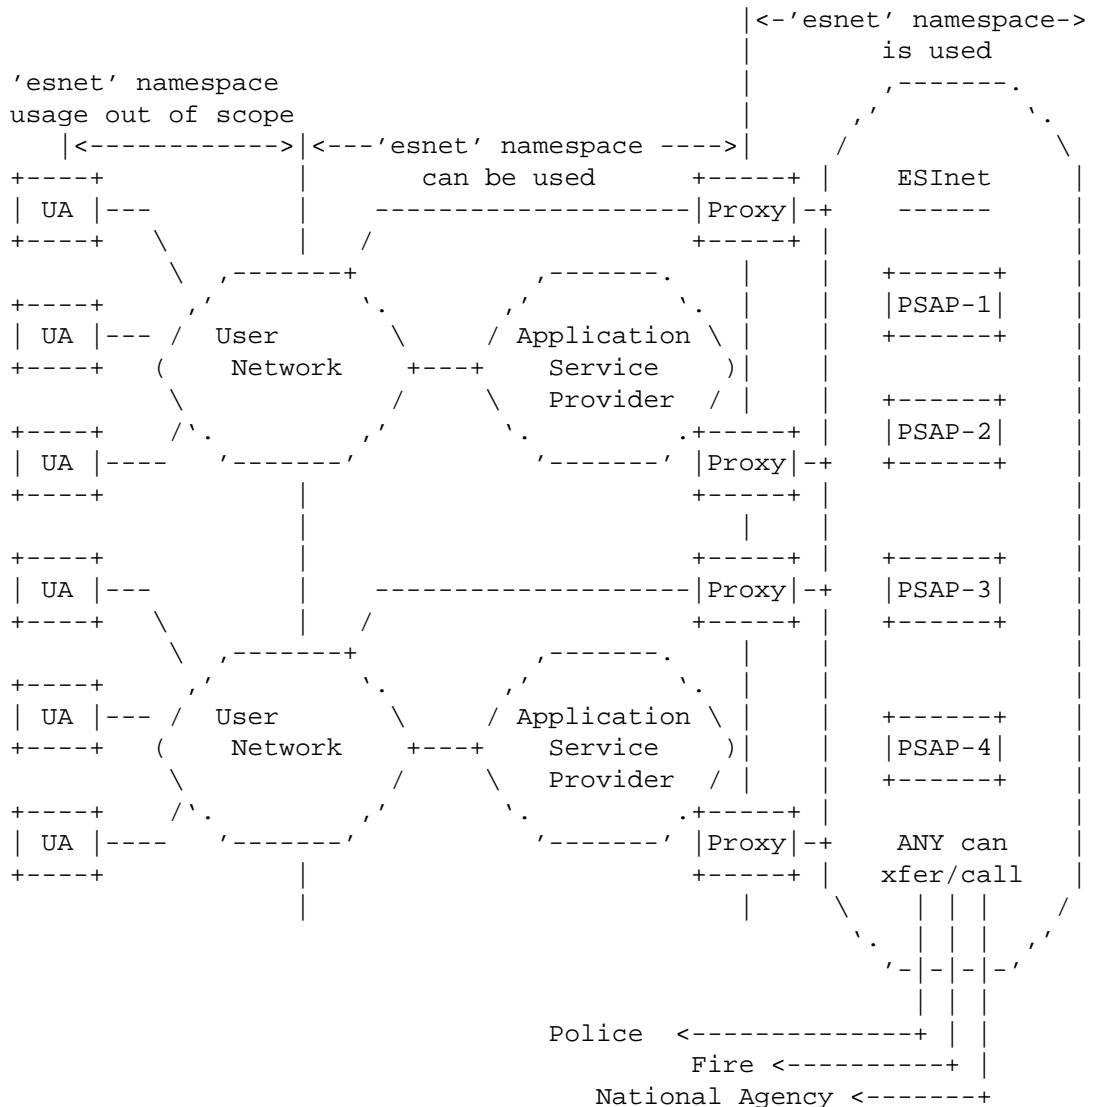 |<-'esnet' namespace->
is used
'esnet' namespace
usage out of scope
|<------------>|<---'esnet' namespace ---->|
can be used
ESInet
------
UA
Proxy
UA
User Network
Application Service Provider
PSAP-1
UA
Proxy
PSAP-2
UA
Proxy
PSAP-3
UA
User Network
Application Service Provider
PSAP-4
UA
Proxy
ANY can
xfer/call
Police <--------------+
Fire <----------+
National Agency <-------+